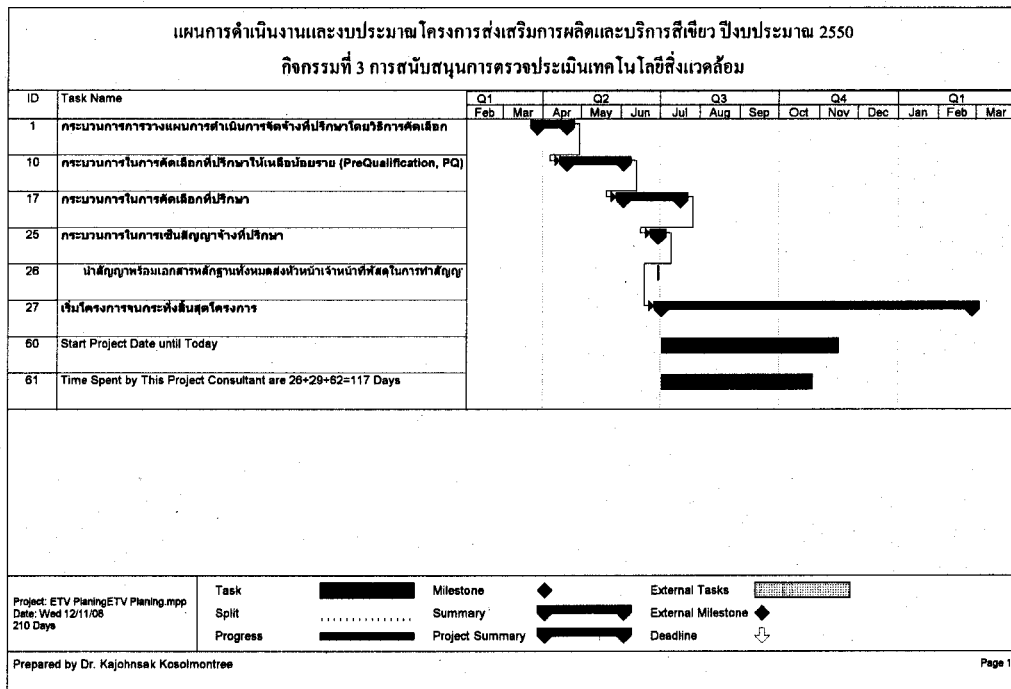 แผนการดำเนินงานและงบประมาณโครงการส่งเสริมการผลิตและบริการสีเขียว ปีงบประมาณ 2550
กิจกรรมที่ 3 การสนับสนุนการตรวจประเมินเทคโนโลยีสิ่งแวดล้อม
ID Task Name Q1 Q2 Q3 Q4 Q1
Feb Mar Apr May Jun Jul Aug Sep Oct Nov Dec Jan Feb Mar
1 กระบวนการการวางแผนการดำเนินการจัดจ้างที่ปรึกษาโดยวิธีการคัดเลือก
10 กระบวนการในการคัดเลือกที่ปรึกษาให้เหลือน้อยราย (PreQualification, PQ)
17 กระบวนการในการคัดเลือกที่ปรึกษา
25 กระบวนการในการเซ็นสัญญาจ้างที่ปรึกษา
26 นำสัญญาพร้อมเอกสารหลักฐานทั้งหมดส่งหัวหน้าเจ้าหน้าที่พัสดุในการทำสัญญ
27 เริ่มโครงการจนกระทั่งสิ้นสุดโครงการ
60 Start Project Date until Today
61 Time Spent by This Project Consultant are 26+29+62=117 Days
Project: ETV PlaningETV Planing.mpp
Date: Wed 12/11/08
210 Days
Task Milestone External Tasks
Split Summary External Milestone
Progress Project Summary Deadline
Prepared by Dr. Kajohnsak Kosolmontree Page 1